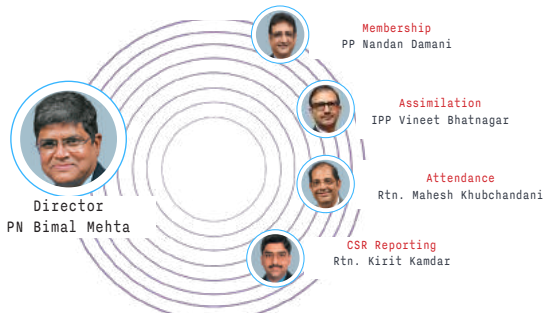 Membership
PP Nandan Damani
Assimilation
IPP Vineet Bhatnagar
Attendance
Rtn. Mahesh Khubchandani
Director
PN Bimal Mehta
CSR Reporting
Rtn. Kirit Kamdar